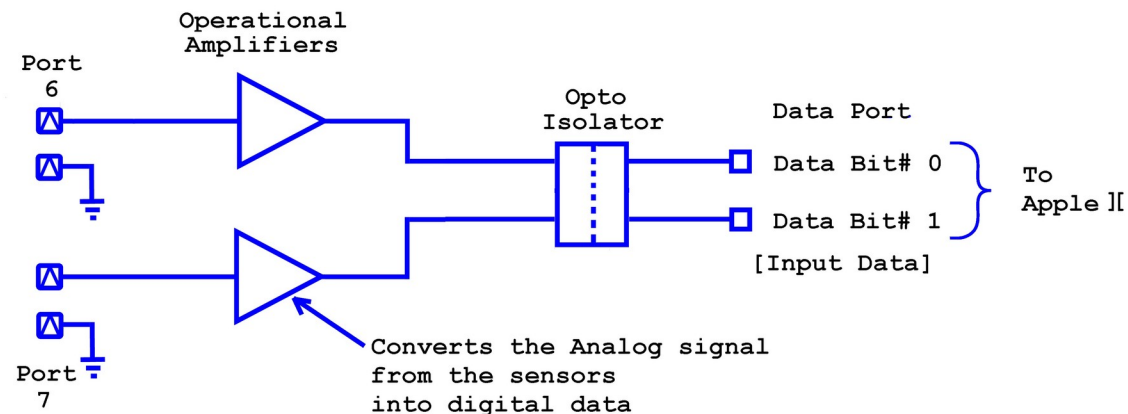 Operational
Amplifiers
Port
6
Opto
Isolator
Data Port
Data Bit# 0
Data Bit# 1
[Input Data]
To
Apple ][
Converts the Analog signal
from the sensors
into digital data
Port
7